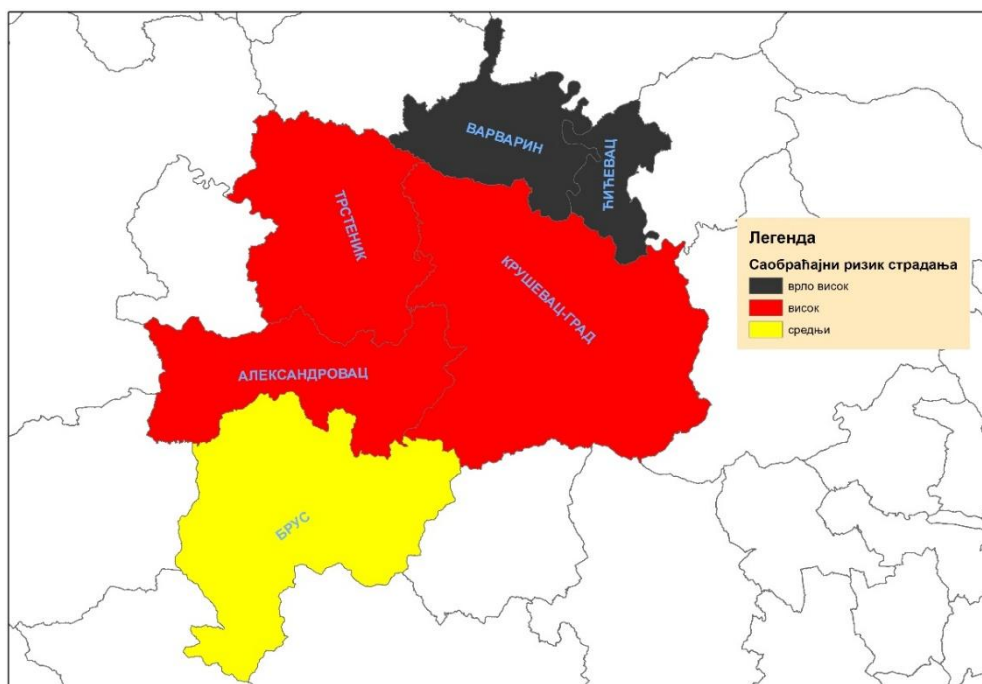 ВАРВАРИН
ЋИЋЕВАЦ
ТРСТЕНИК
КРУШЕВАЦ-ГРАД
АЛЕКСАНДРОВАЦ
БРУС
Легенда
Саобраћајни ризик страдања
врло висок
висок
средњи